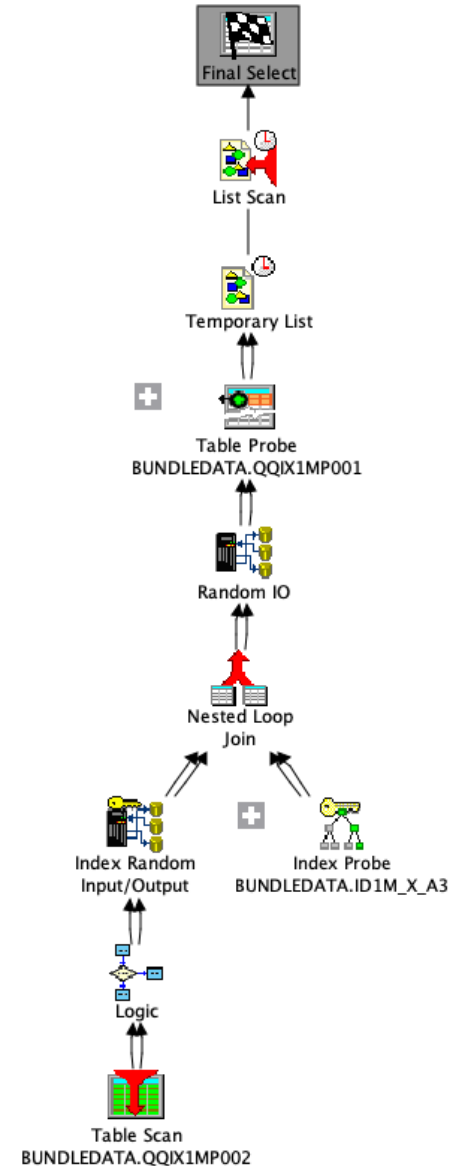 Final Select
List Scan
Temporary List
Table Probe
BUNDLEDATA.QQIX1MP001
Random IO
Nested Loop
Join
Index Random
Input/Output
Index Probe
BUNDLEDATA.ID1M_X_A3
Logic
Table Scan
BUNDLEDATA.QQIX1MP002